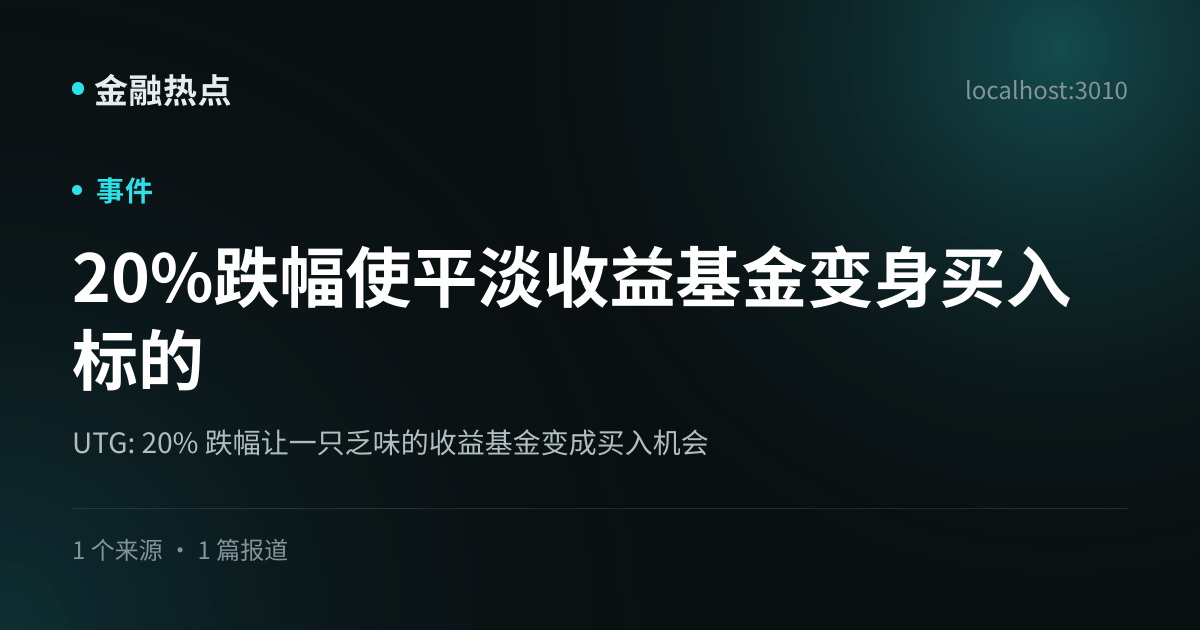 金融热点
localhost:3010
事件
20%跌幅使平淡收益基金变身买入
标的
UTG: 20% 跌幅让一只乏味的收益基金变成买入机会
1 个来源 · 1 篇报道